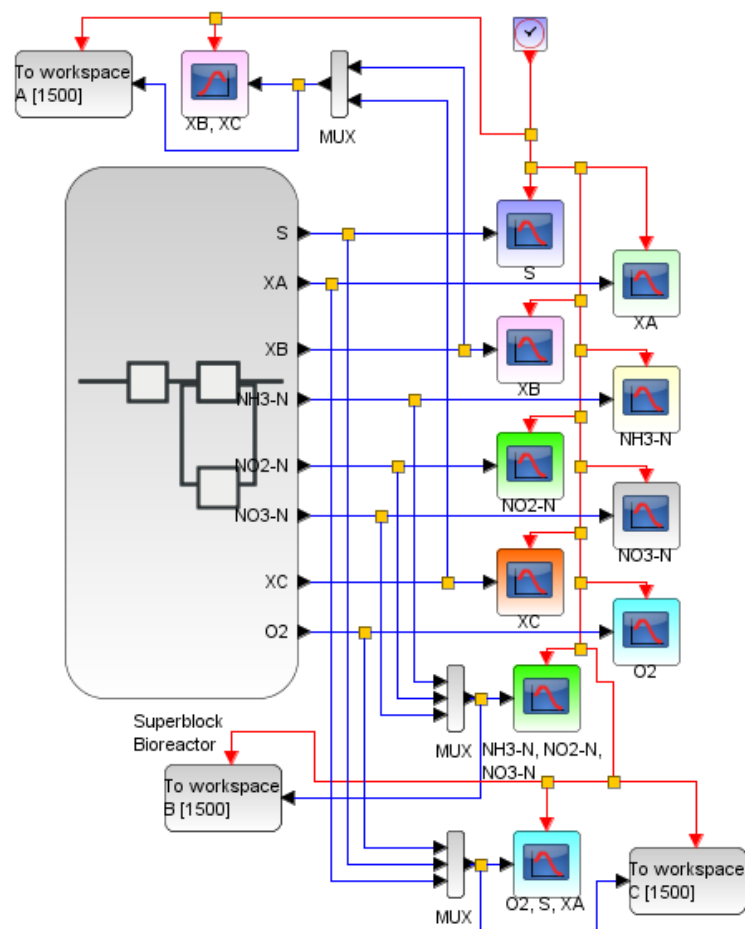 To workspace
A [1500]
XB, XC
MUX
S
S
XA
XA
XB
XB
NH3-N
NH3-N
NO2-N
NO2-N
NO3-N
NO3-N
XC
XC
O2
O2
Superblock
Bioreactor
MUX
NH3-N, NO2-N,
NO3-N
To workspace
B [1500]
To workspace
C [1500]
MUX
O2, S, XA